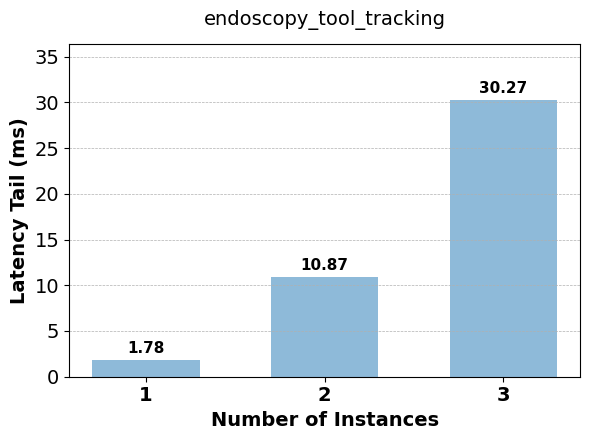 endoscopy_tool_tracking
Latency Tail (ms)
35
30
25
20
15
10
5
0
1.78
10.87
30.27
1 2 3
Number of Instances